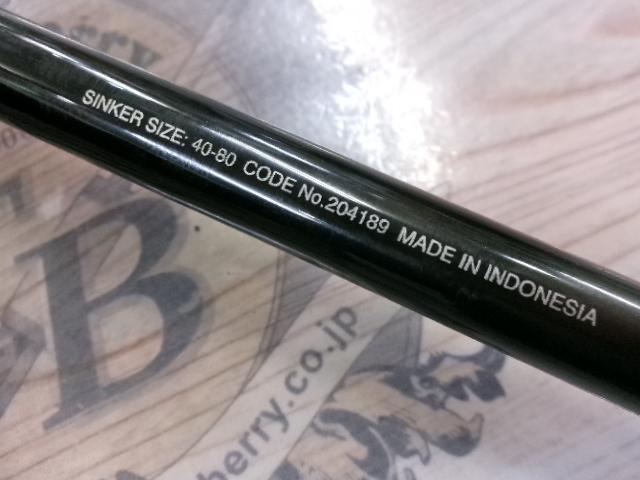 SINKER SIZE: 40-80 CODE No.204189 MADE IN INDONESIA
B
berry.co.jp